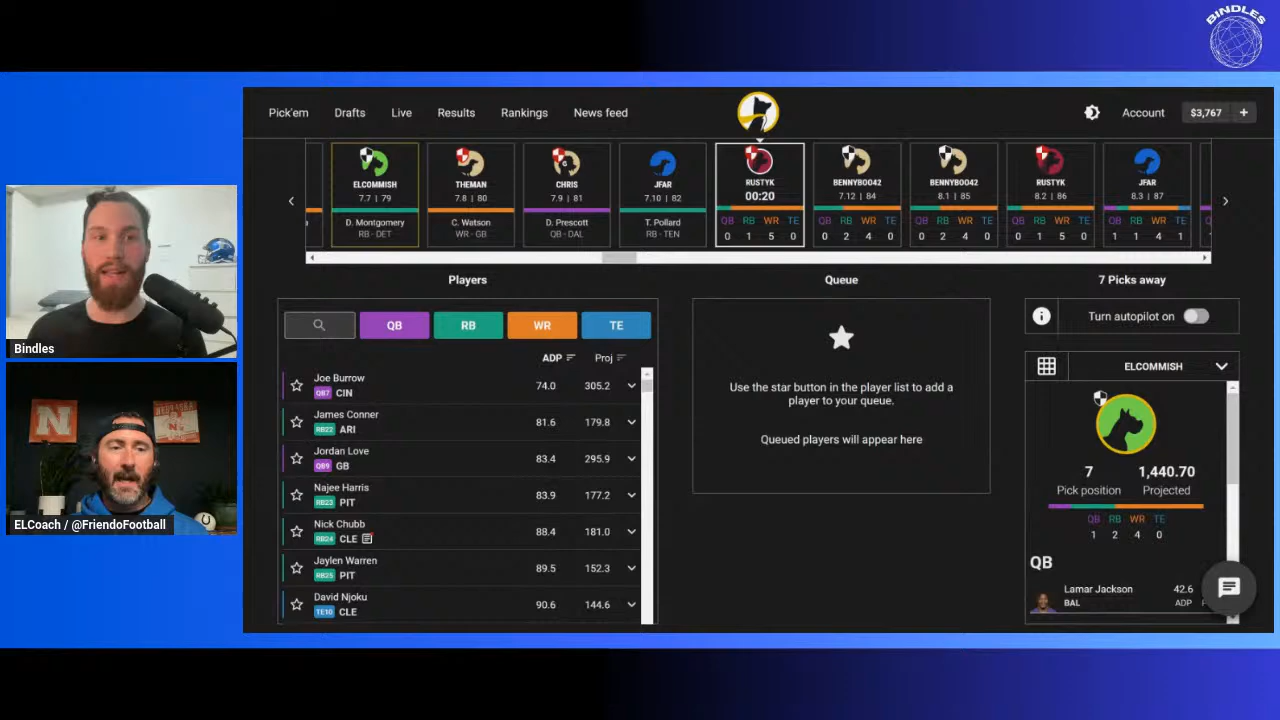 BINDLES
Pick'em Drafts Live Results Rankings News feed Account $3,767 +
ELCOMMISH
7.7 | 79
D. Montgomery
RB - DET
THEMAN
7.8 | 80
C. Watson
WR - GB
CHRIS
7.9 | 81
D. Prescott
QB - DAL
JFAR
7.10 | 82
T. Pollard
RB - TEN
RUSTYK
00:20
QB RB WR TE
0 1 5 0
BENNYBOO42
7.12 | 84
QB RB WR TE
0 2 4 0
BENNYBOO42
8.1 | 85
QB RB WR TE
0 2 4 0
RUSTYK
8.2 | 86
QB RB WR TE
0 1 5 0
JFAR
8.3 | 87
QB RB WR TE
1 1 4 1
Players
QB RB WR TE
ADP Proj
Joe Burrow
QB7 CIN 74.0 305.2
James Conner
RB22 ARI 81.6 179.8
Jordan Love
QB9 GB 83.4 295.9
Najee Harris
RB23 PIT 83.9 177.2
Nick Chubb
RB24 CLE 88.4 181.0
Jaylen Warren
RB25 PIT 89.5 152.3
David Njoku
TE10 CLE 90.6 144.6
Queue
Use the star button in the player list to add a
player to your queue.
Queued players will appear here
7 Picks away
Turn autopilot on
ELCOMMISH
7 1,440.70
Pick position Projected
QB RB WR TE
1 2 4 0
QB
Lamar Jackson 42.6
BAL ADP
Bindles
ELCoach / @FriendoFootball